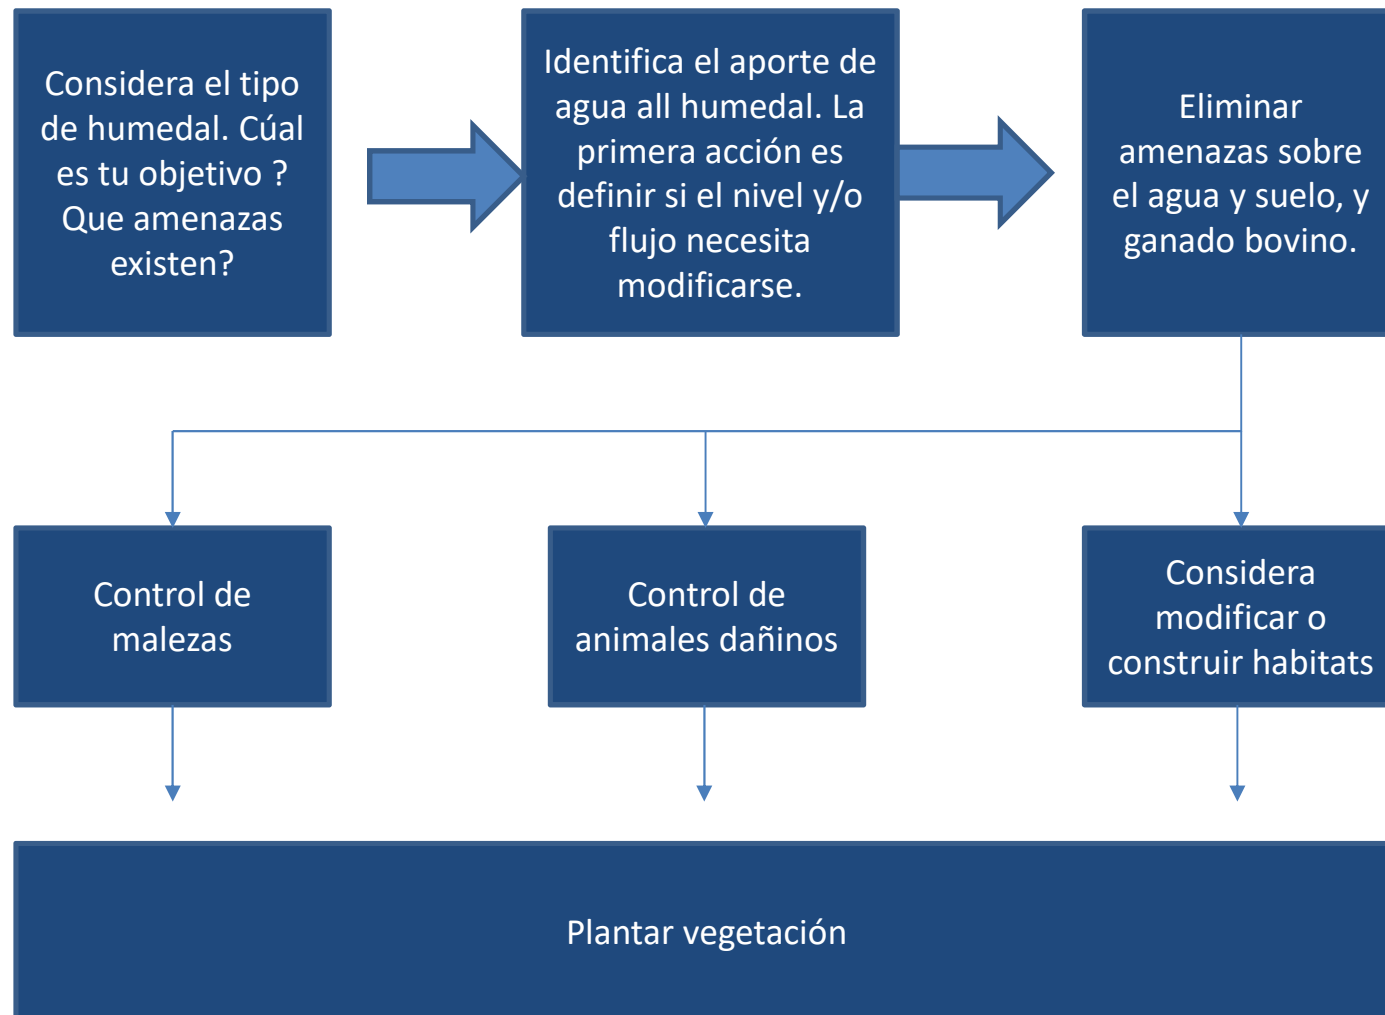 Considera el tipo
de humedal. Cúal
es tu objetivo ?
Que amenazas
existen?
Identifica el aporte de
agua all humedal. La
primera acción es
definir si el nivel y/o
flujo necesita
modificarse.
Eliminar
amenazas sobre
el agua y suelo, y
ganado bovino.
Control de
malezas
Control de
animales dañinos
Considera
modificar o
construir habitats
Plantar vegetación